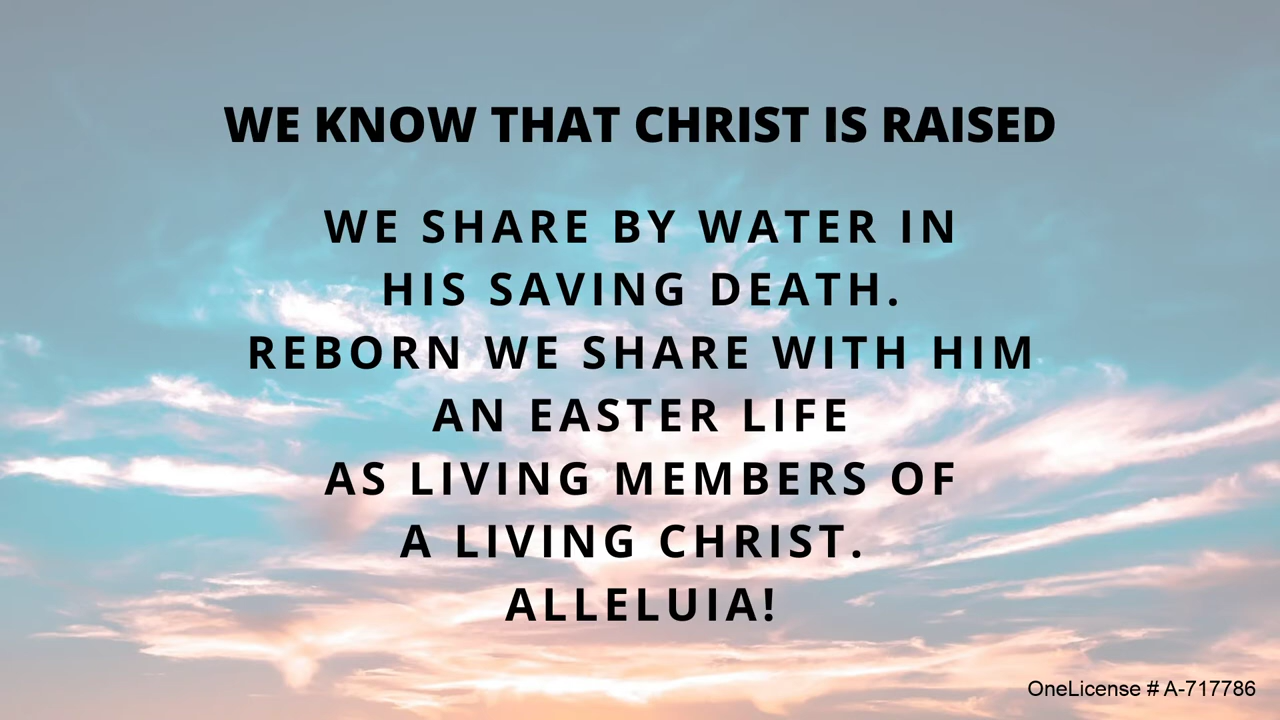 WE KNOW THAT CHRIST IS RAISED
WE SHARE BY WATER IN
HIS SAVING DEATH.
REBORN WE SHARE WITH HIM
AN EASTER LIFE
AS LIVING MEMBERS OF
A LIVING CHRIST.
ALLELUIA!
OneLicense # A-717786